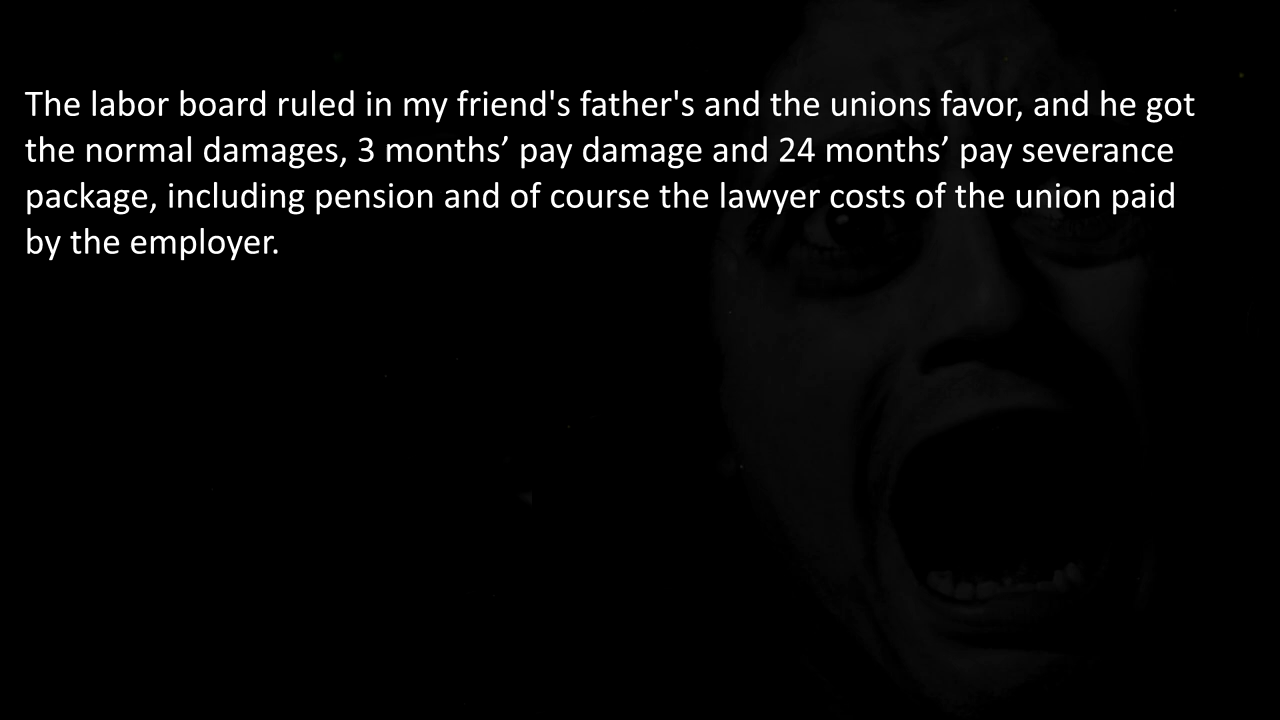 The labor board ruled in my friend's father's and the unions favor, and he got
the normal damages, 3 months’ pay damage and 24 months’ pay severance
package, including pension and of course the lawyer costs of the union paid
by the employer.